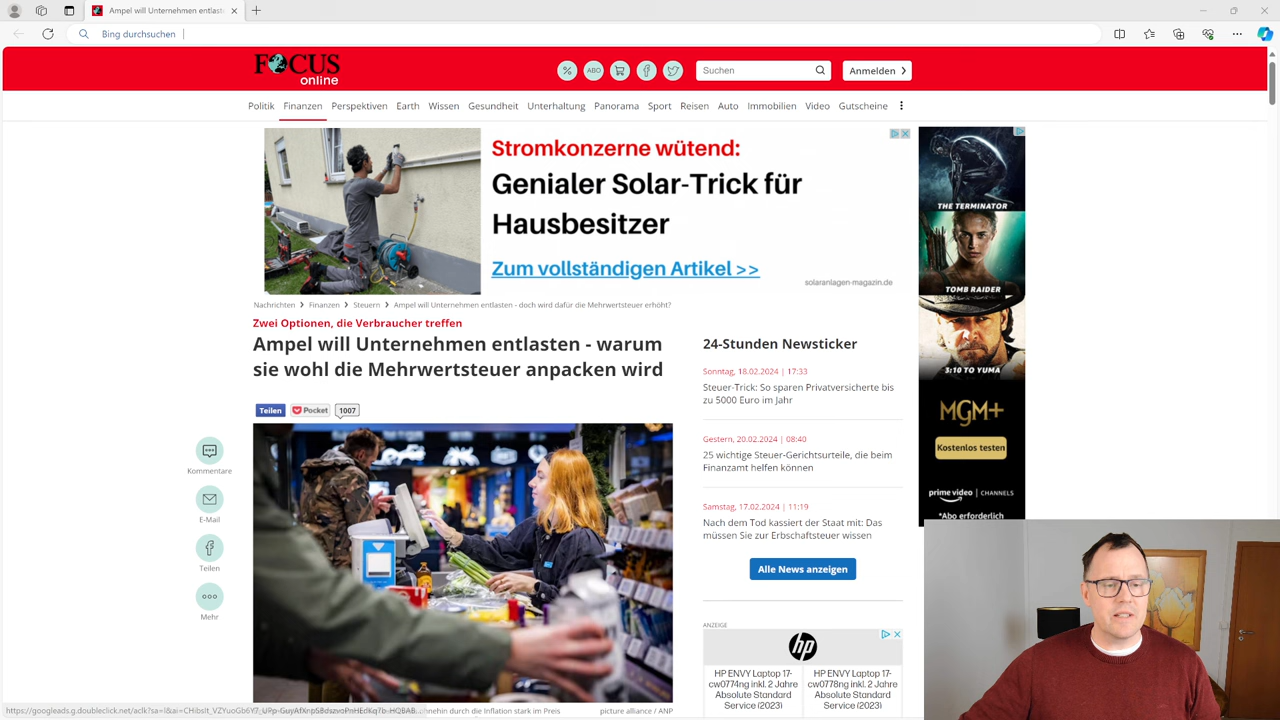 Ampel will Unternehmen entlaste
Bing durchsuchen
FOCUS
online
%
ABO
Suchen
Anmelden
Politik Finanzen Perspektiven Earth Wissen Gesundheit Unterhaltung Panorama Sport Reisen Auto Immobilien Video Gutscheine
Stromkonzerne wütend:
Genialer Solar-Trick für
Hausbesitzer
Zum vollständigen Artikel >>
solaranlagen-magazin.de
THE TERMINATOR
TOMB RAIDER
3:10 TO YUMA
MGM+
Kostenlos testen
prime video | CHANNELS
*Abo erforderlich
Nachrichten > Finanzen > Steuern > Ampel will Unternehmen entlasten - doch wird dafür die Mehrwertsteuer erhöht?
Zwei Optionen, die Verbraucher treffen
Ampel will Unternehmen entlasten - warum
sie wohl die Mehrwertsteuer anpacken wird
Teilen Pocket 1007
Kommentare
E-Mail
Teilen
Mehr
24-Stunden Newsticker
Sonntag, 18.02.2024 | 17:33
Steuer-Trick: So sparen Privatversicherte bis
zu 5000 Euro im Jahr
Gestern, 20.02.2024 | 08:40
25 wichtige Steuer-Gerichtsurteile, die beim
Finanzamt helfen können
Samstag, 17.02.2024 | 11:19
Nach dem Tod kassiert der Staat mit: Das
müssen Sie zur Erbschaftsteuer wissen
Alle News anzeigen
ANZEIGE
hp
HP ENVY Laptop 17-
cw0774ng inkl. 2 Jahre
Absolute Standard
Service (2023)
HP ENVY Laptop 17-
cw0778ng inkl. 2 Jahre
Absolute Standard
Service (2023)
nnehin durch die Inflation stark im Preis
picture alliance / ANP